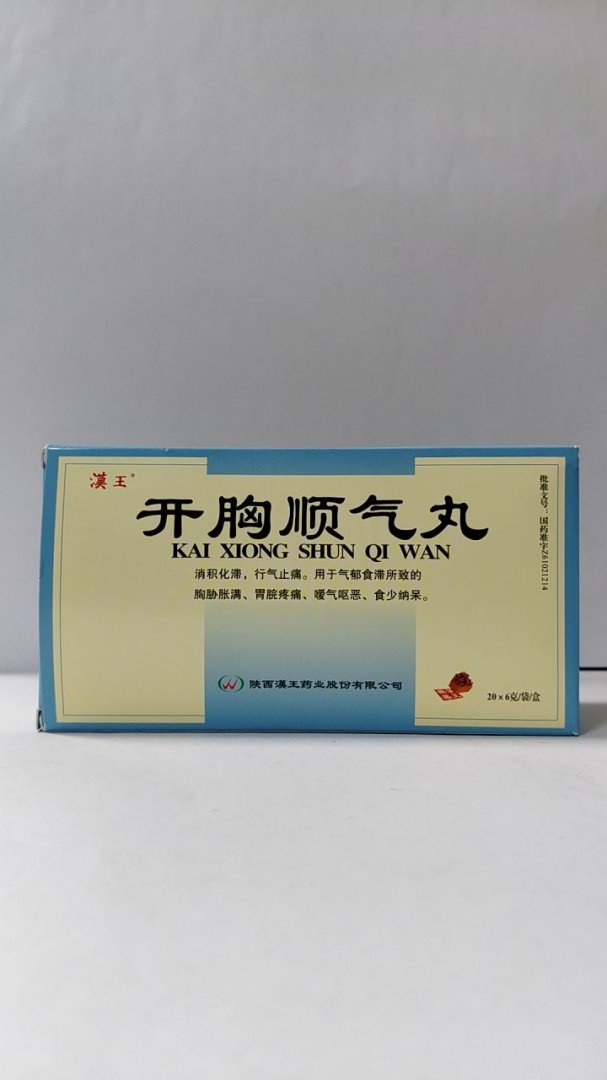 漢王®
开胸顺气丸
KAI XIONG SHUN QI WAN
消积化滞，行气止痛。用于气郁食滞所致的
胸胁胀满、胃脘疼痛、嗳气呕恶、食少纳呆。
批准文号：国药准字Z61021214
陕西漢王药业股份有限公司
20×6克/袋/盒